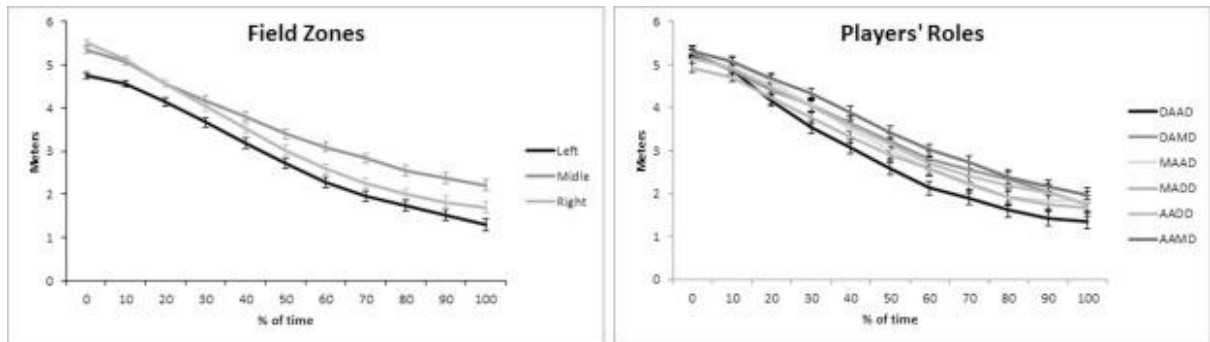 Field Zones
6
5
4
3
2
1
0
Meters
0 10 20 30 40 50 60 70 80 90 100
% of time
Left
Midle
Right
Players' Roles
6
5
4
3
2
1
0
Meters
0 10 20 30 40 50 60 70 80 90 100
% of time
DAAD
DAMD
MAAD
MADD
AADD
AAMD